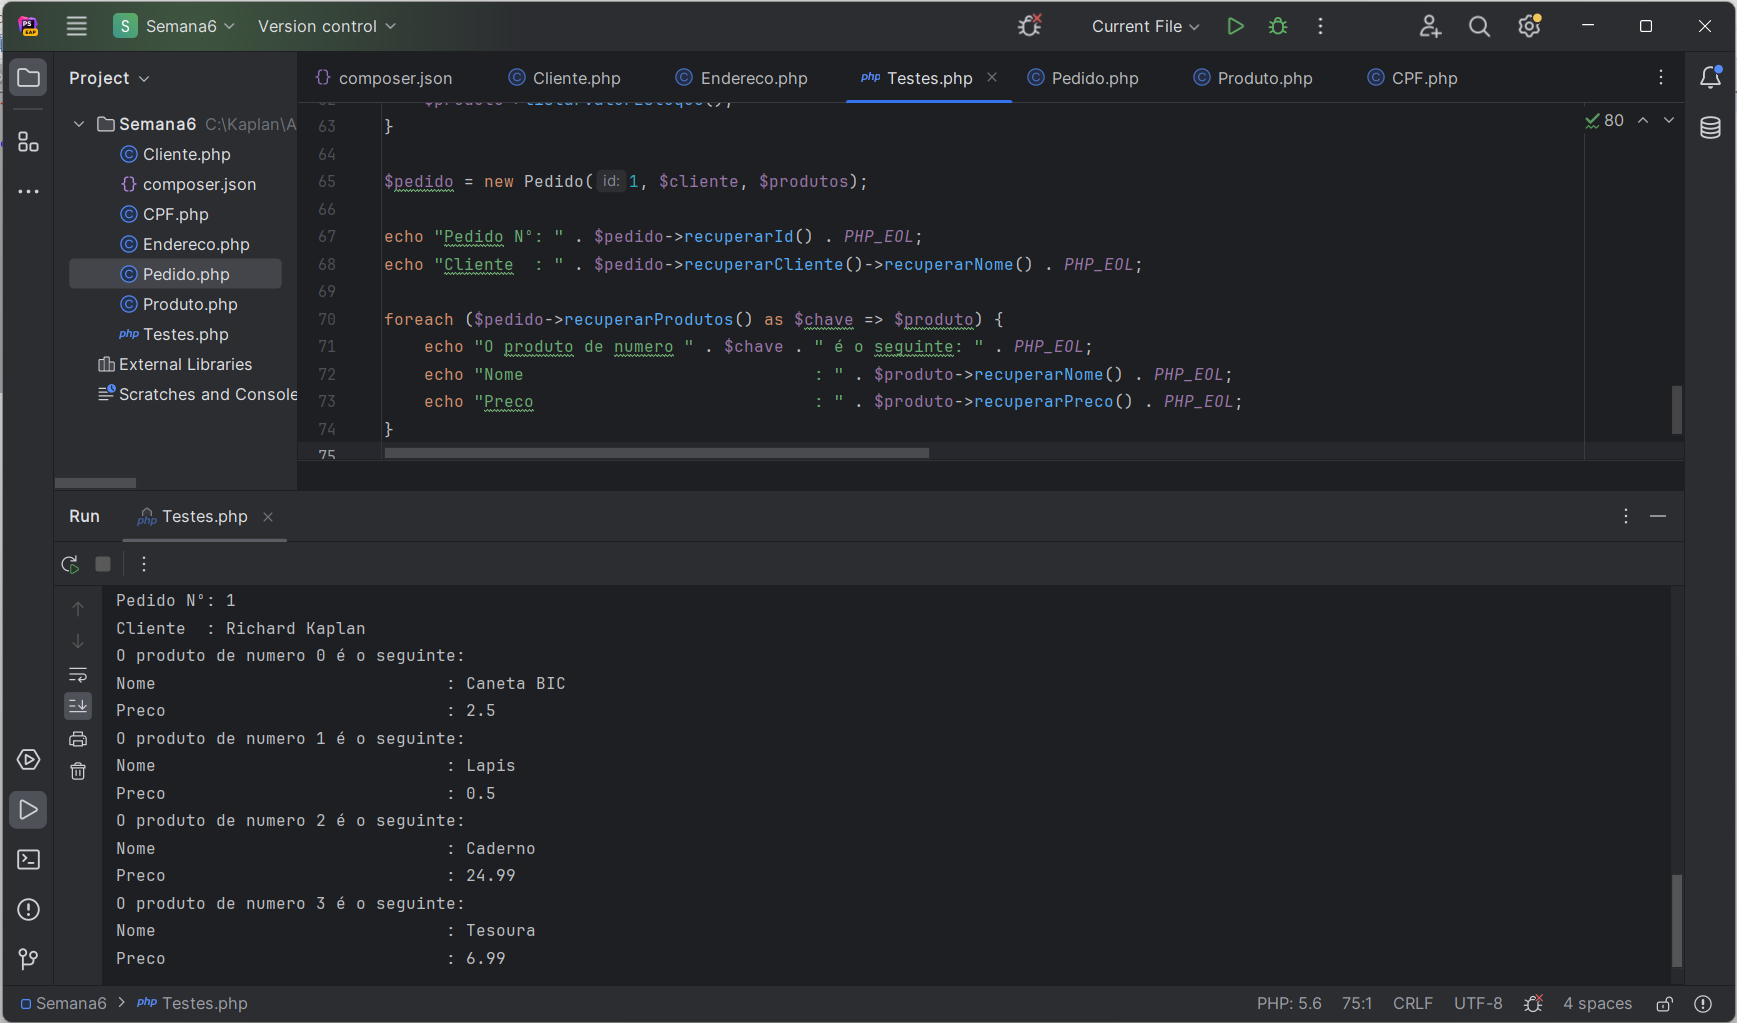 S Semana6 Version control Current File
Project
composer.json Cliente.php Endereco.php php Testes.php Pedido.php Produto.php CPF.php
Semana6 C:\Kaplan\A
Cliente.php
composer.json
CPF.php
Endereco.php
Pedido.php
Produto.php
php Testes.php
External Libraries
Scratches and Console
80
63 }
64
65 $pedido = new Pedido( id: 1, $cliente, $produtos);
66
67 echo "Pedido Nº: " . $pedido->recuperarId() . PHP_EOL;
68 echo "Cliente  : " . $pedido->recuperarCliente()->recuperarNome() . PHP_EOL;
69
70 foreach ($pedido->recuperarProdutos() as $chave => $produto) {
71     echo "O produto de numero " . $chave . " é o seguinte: " . PHP_EOL;
72     echo "Nome                             : " . $produto->recuperarNome() . PHP_EOL;
73     echo "Preco                            : " . $produto->recuperarPreco() . PHP_EOL;
74 }
75
Run php Testes.php
Pedido Nº: 1
Cliente  : Richard Kaplan
O produto de numero 0 é o seguinte:
Nome                             : Caneta BIC
Preco                            : 2.5
O produto de numero 1 é o seguinte:
Nome                             : Lapis
Preco                            : 0.5
O produto de numero 2 é o seguinte:
Nome                             : Caderno
Preco                            : 24.99
O produto de numero 3 é o seguinte:
Nome                             : Tesoura
Preco                            : 6.99
Semana6 > php Testes.php PHP: 5.6 75:1 CRLF UTF-8 4 spaces